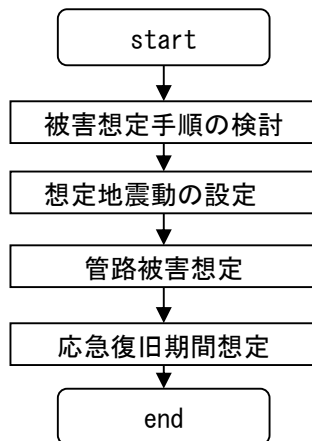 start
被害想定手順の検討
想定地震動の設定
管路被害想定
応急復旧期間想定
end